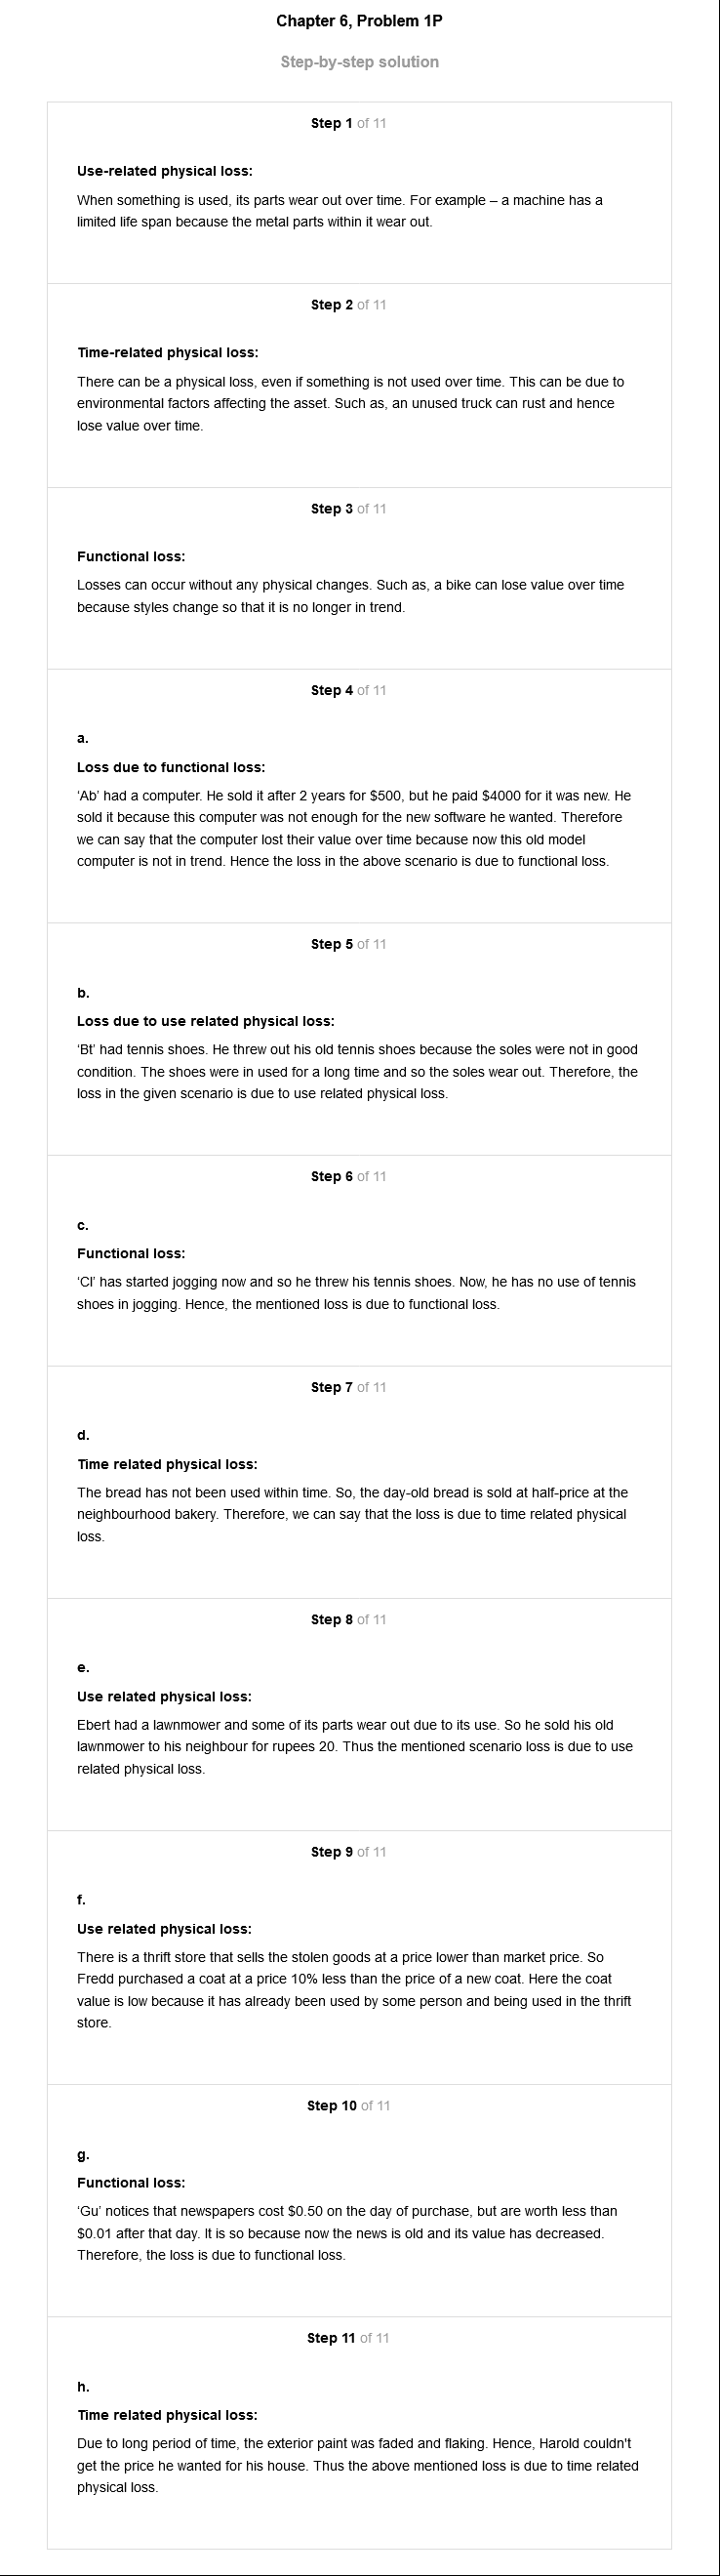 Chapter 6, Problem 1P
Step-by-step solution
Step 1 of 11
Use-related physical loss:
When something is used, its parts wear out over time. For example – a machine has a
limited life span because the metal parts within it wear out.
Step 2 of 11
Time-related physical loss:
There can be a physical loss, even if something is not used over time. This can be due to
environmental factors affecting the asset. Such as, an unused truck can rust and hence
lose value over time.
Step 3 of 11
Functional loss:
Losses can occur without any physical changes. Such as, a bike can lose value over time
because styles change so that it is no longer in trend.
Step 4 of 11
a.
Loss due to functional loss:
‘Ab’ had a computer. He sold it after 2 years for $500, but he paid $4000 for it was new. He
sold it because this computer was not enough for the new software he wanted. Therefore
we can say that the computer lost their value over time because now this old model
computer is not in trend. Hence the loss in the above scenario is due to functional loss.
Step 5 of 11
b.
Loss due to use related physical loss:
‘Bt’ had tennis shoes. He threw out his old tennis shoes because the soles were not in good
condition. The shoes were in used for a long time and so the soles wear out. Therefore, the
loss in the given scenario is due to use related physical loss.
Step 6 of 11
c.
Functional loss:
‘Cl’ has started jogging now and so he threw his tennis shoes. Now, he has no use of tennis
shoes in jogging. Hence, the mentioned loss is due to functional loss.
Step 7 of 11
d.
Time related physical loss:
The bread has not been used within time. So, the day-old bread is sold at half-price at the
neighbourhood bakery. Therefore, we can say that the loss is due to time related physical
loss.
Step 8 of 11
e.
Use related physical loss:
Ebert had a lawnmower and some of its parts wear out due to its use. So he sold his old
lawnmower to his neighbour for rupees 20. Thus the mentioned scenario loss is due to use
related physical loss.
Step 9 of 11
f.
Use related physical loss:
There is a thrift store that sells the stolen goods at a price lower than market price. So
Fredd purchased a coat at a price 10% less than the price of a new coat. Here the coat
value is low because it has already been used by some person and being used in the thrift
store.
Step 10 of 11
g.
Functional loss:
‘Gu’ notices that newspapers cost $0.50 on the day of purchase, but are worth less than
$0.01 after that day. It is so because now the news is old and its value has decreased.
Therefore, the loss is due to functional loss.
Step 11 of 11
h.
Time related physical loss:
Due to long period of time, the exterior paint was faded and flaking. Hence, Harold couldn't
get the price he wanted for his house. Thus the above mentioned loss is due to time related
physical loss.